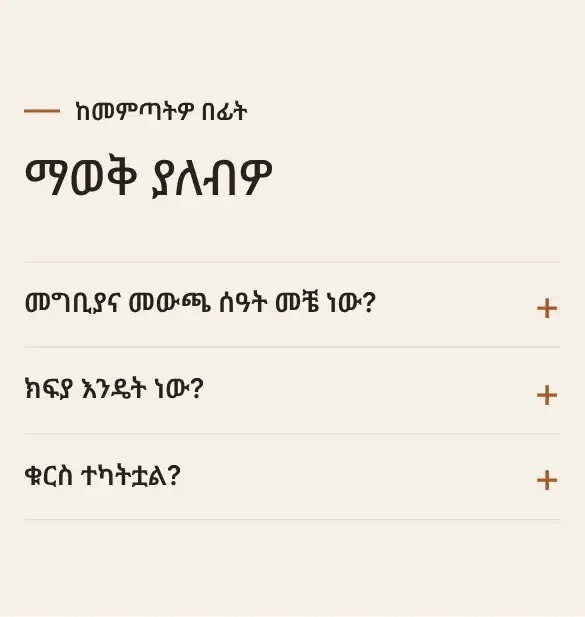 ከመምጣትዎ በፊት
ማወቅ ያለብዎ
መግቢያና መውጫ ሰዓት መቼ ነው?
ክፍያ እንዴት ነው?
ቁርስ ተካትቷል?